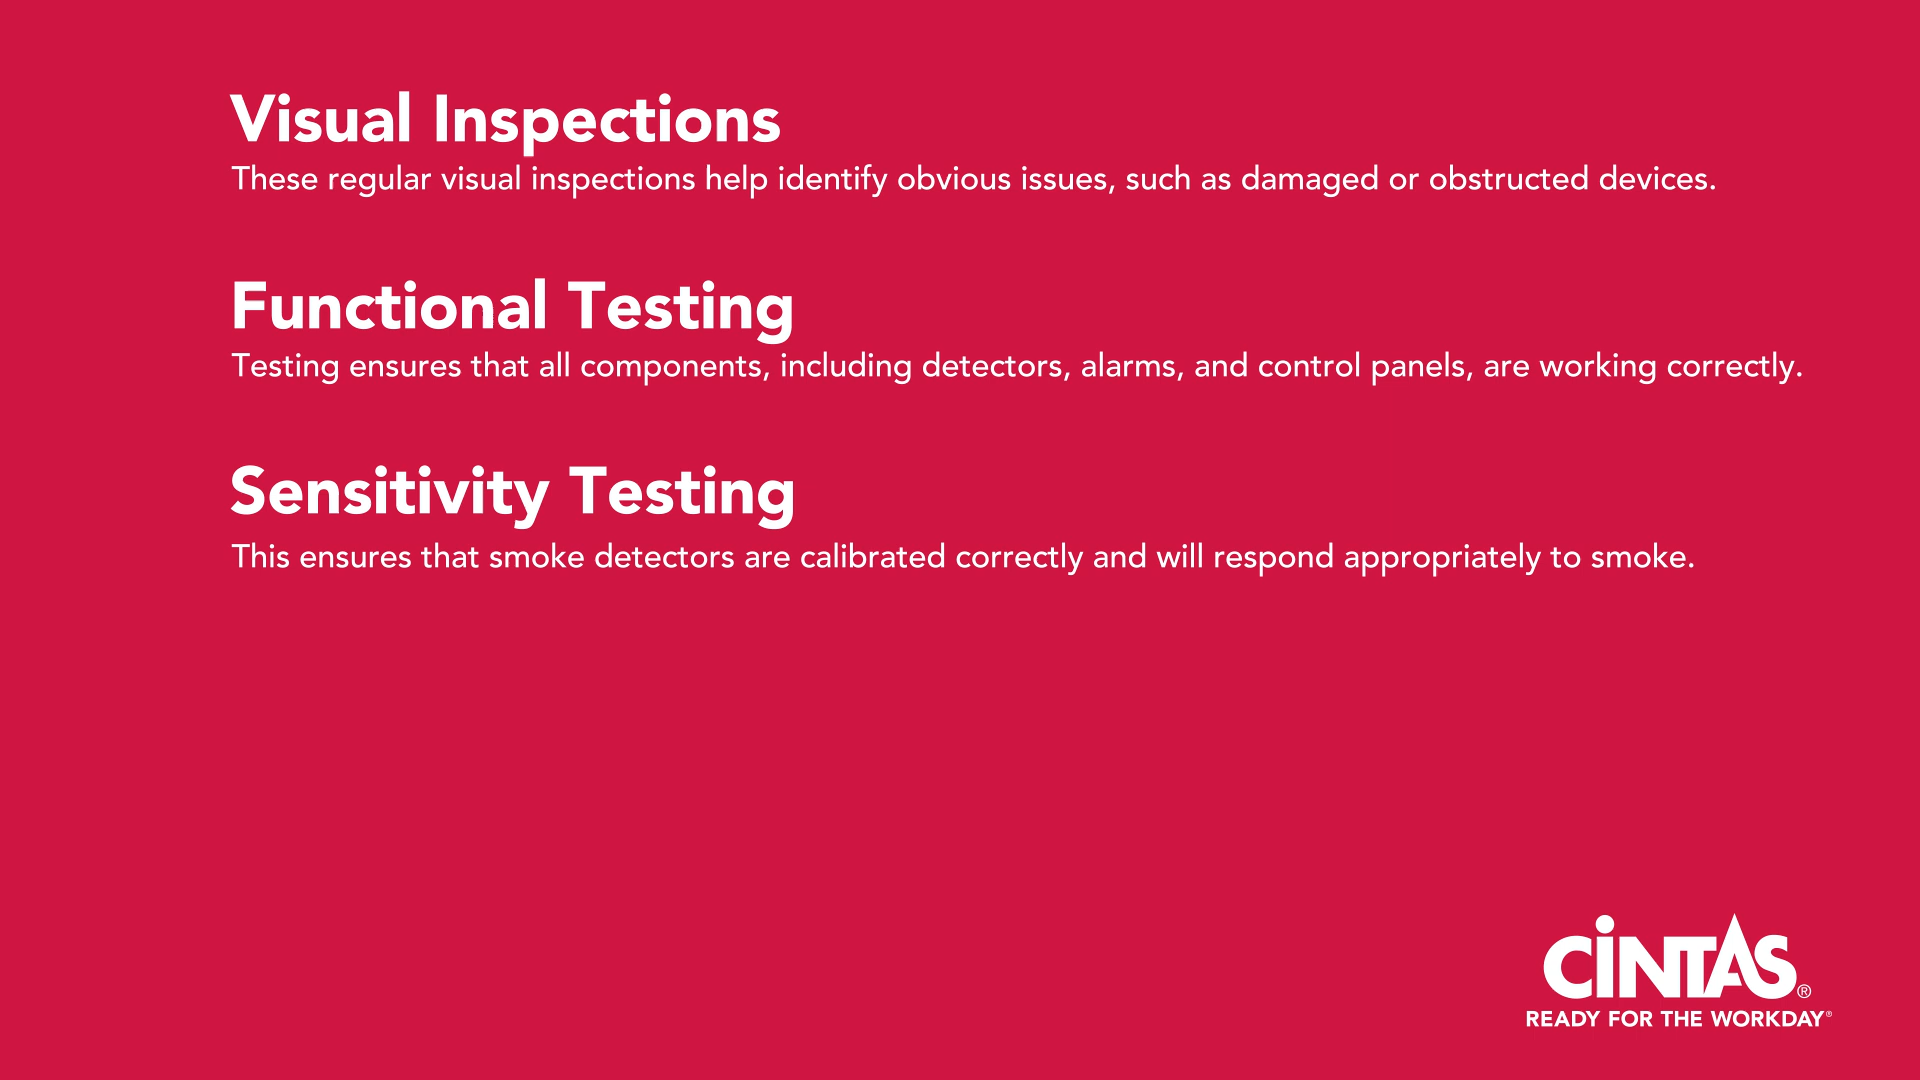 Visual Inspections
These regular visual inspections help identify obvious issues, such as damaged or obstructed devices.
Functional Testing
Testing ensures that all components, including detectors, alarms, and control panels, are working correctly.
Sensitivity Testing
This ensures that smoke detectors are calibrated correctly and will respond appropriately to smoke.
CiNTAS®
READY FOR THE WORKDAY®